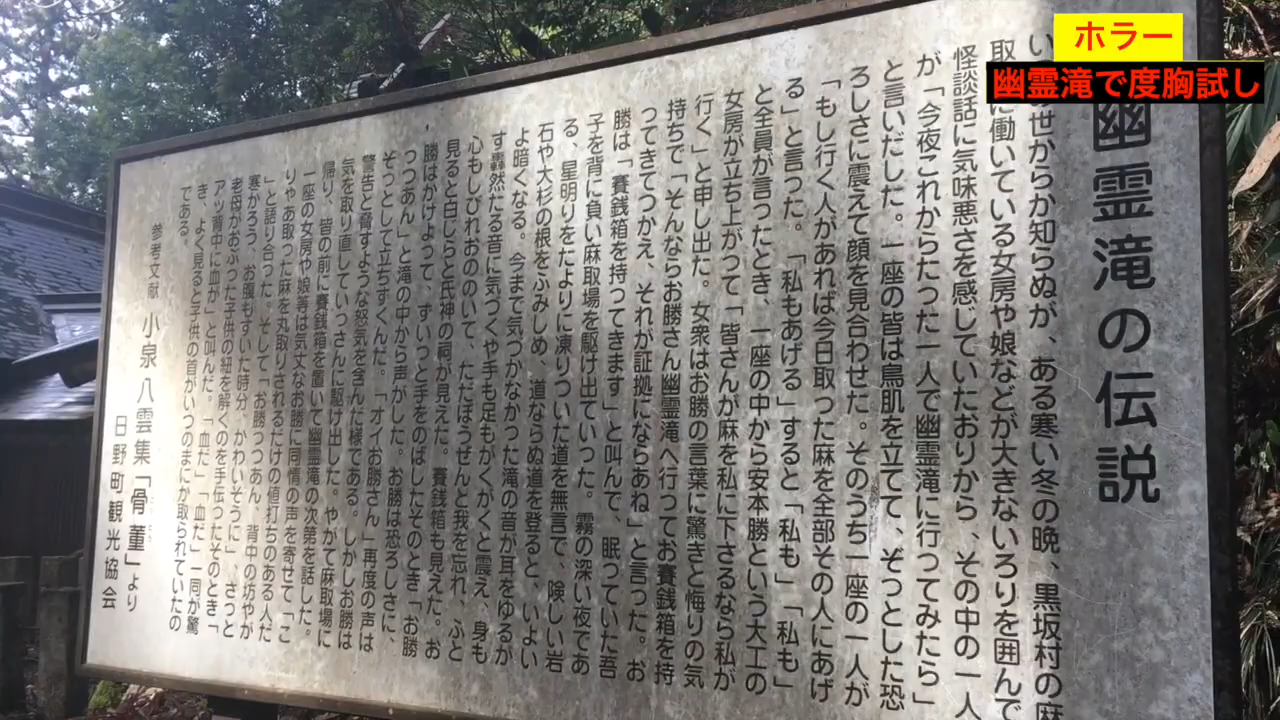 ホラー
幽霊滝で度胸試し
幽霊滝の伝説
い 世からか知らぬが、ある寒い冬の晩、黒坂村の麻
取 に働いている女房や娘などが大きないろりを囲んで
怪談話に気味悪さを感じていたおりから、その中の一人
が「今夜これからたった一人で幽霊滝に行ってみたら」
と言いだした。一座の皆は鳥肌を立てて、ぞっとした恐
ろしさに震えて顔を見合わせた。そのうち一座の一人が
「もし行く人があれば今日取った麻を全部その人にあげ
る」と言った。「私もあげる」すると「私も」「私も」
と全員が言ったとき、一座の中から安本勝という大工の
女房が立ち上がって「皆さんが麻を私に下さるなら私が
行く」と申し出た。女衆はお勝の言葉に驚きと悔りの気
持ちで「そんならお勝さん幽霊滝へ行ってお賽銭箱を持
ってきてつかえ、それが証拠にならあね」と言った。お
勝は「賽銭箱を持ってきます」と叫んで、眠っていた吾
子を背に負い麻取場を駆け出ていった。霧の深い夜であ
る、星明りをたよりに凍りついた道を無言で、嶮しい岩
石や大杉の根をふみしめ、道ならぬ道を登ると、いよい
よ暗くなる。今まで気づかなかった滝の音が耳をゆるが
す轟然たる音に気づくや手も足もがくがくと震え、身も
心もしびれおののいて、ただぼうぜんと我を忘れ、ふと
見ると白じらと氏神の祠が見えた。賽銭箱も見えた。お
勝はかけよって、ずいっと手をのばしたそのとき「お勝
っつあん」と滝の中から声がした。お勝は恐ろしさに、
ぞっとして立ちすくんだ。「オイお勝さん」再度の声は
警告と脅すような怒気を含んだ様である。しかしお勝は
気を取り直していっさんに駆け出した。やがて麻取場に
帰り、皆の前に賽銭箱を置いて幽霊滝の次第を話した。
一座の女房や娘等は気丈なお勝に同情の声を寄せて「こ
りゃあ取った麻を丸取りされるだけの値打ちのある人だ
」と語り合った。そして「お勝っつあん、背中の坊やが
寒かろう、お腹もすいた時分、かわいそうに」、さっと
老母がおぶった子供の紐を解くのを手伝ったそのとき「
アッ背中に血が」と叫んだ。「血だ」「血だ」一同が驚
き、よく見ると子供の首がいつのまにか取られていたの
である。
参考文献 小泉八雲集「骨董」より
日野町観光協会